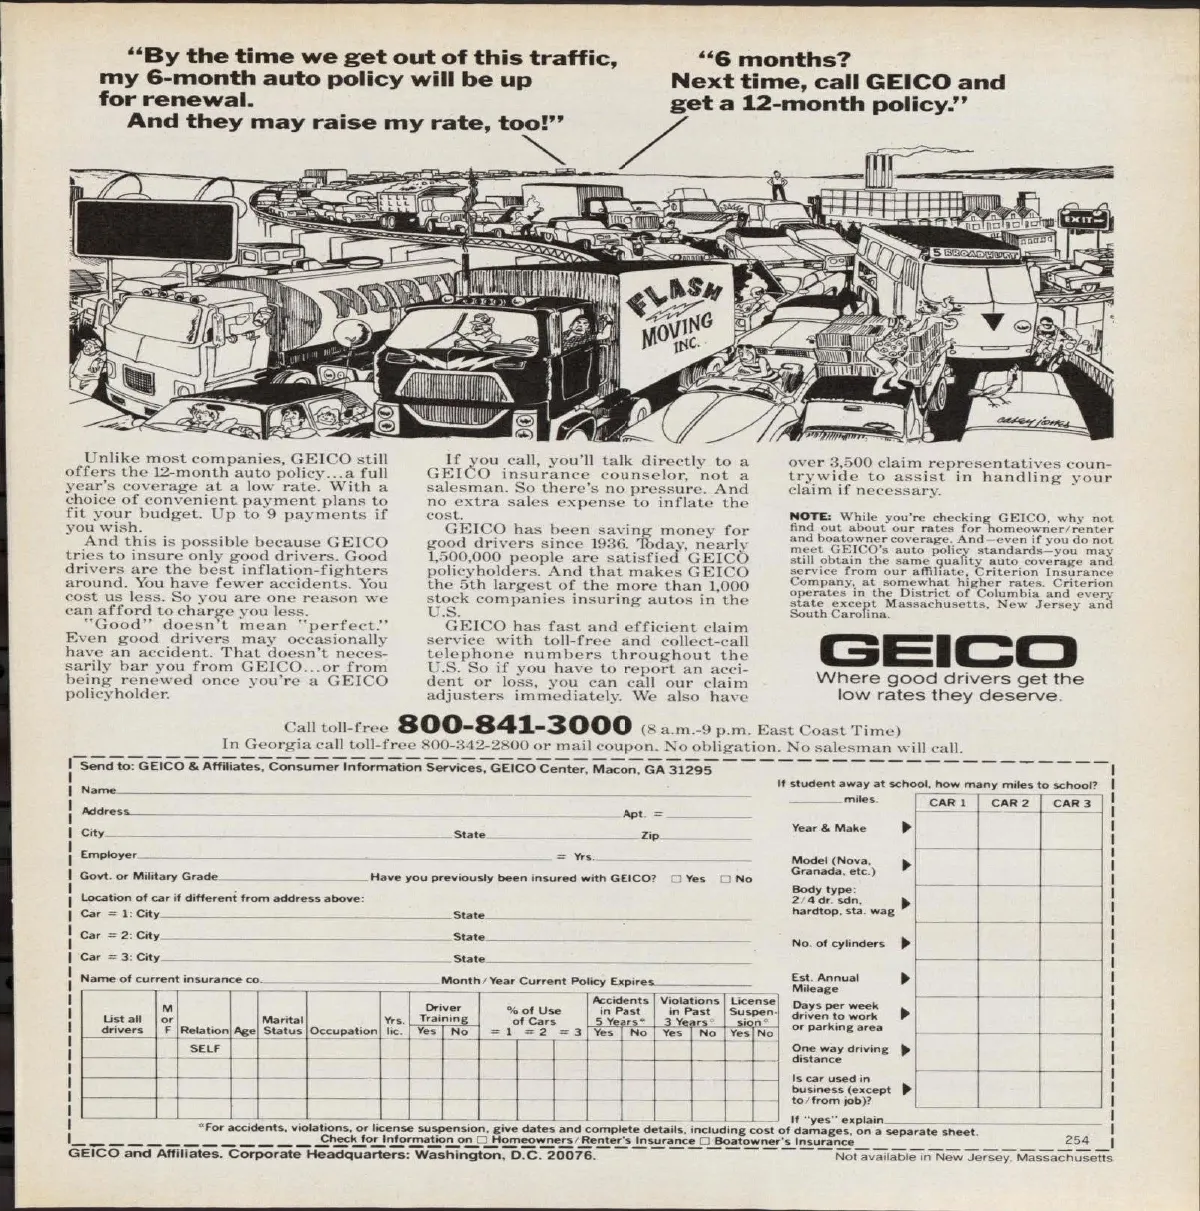 “By the time we get out of this traffic,
my 6-month auto policy will be up
for renewal.
And they may raise my rate, too!”
“6 months?
Next time, call GEICO and
get a 12-month policy.”
EXIT
5 BROADHURST
NORTH
FLASH
MOVING
INC.
casey jones
Unlike most companies, GEICO still
offers the 12-month auto policy...a full
year's coverage at a low rate. With a
choice of convenient payment plans to
fit your budget. Up to 9 payments if
you wish.
And this is possible because GEICO
tries to insure only good drivers. Good
drivers are the best inflation-fighters
around. You have fewer accidents. You
cost us less. So you are one reason we
can afford to charge you less.
"Good" doesn't mean "perfect."
Even good drivers may occasionally
have an accident. That doesn't neces-
sarily bar you from GEICO...or from
being renewed once you're a GEICO
policyholder.
If you call, you'll talk directly to a
GEICO insurance counselor, not a
salesman. So there's no pressure. And
no extra sales expense to inflate the
cost.
GEICO has been saving money for
good drivers since 1936. Today, nearly
1,500,000 people are satisfied GEICO
policyholders. And that makes GEICO
the 5th largest of the more than 1,000
stock companies insuring autos in the
U.S.
GEICO has fast and efficient claim
service with toll-free and collect-call
telephone numbers throughout the
U.S. So if you have to report an acci-
dent or loss, you can call our claim
adjusters immediately. We also have
over 3,500 claim representatives coun-
trywide to assist in handling your
claim if necessary.
NOTE: While you're checking GEICO, why not
find out about our rates for homeowner/renter
and boatowner coverage. And—even if you do not
meet GEICO's auto policy standards—you may
still obtain the same quality auto coverage and
service from our affiliate, Criterion Insurance
Company, at somewhat higher rates. Criterion
operates in the District of Columbia and every
state except Massachusetts, New Jersey and
South Carolina.
GEICO
Where good drivers get the
low rates they deserve.
Call toll-free 800-841-3000 (8 a.m.-9 p.m. East Coast Time)
In Georgia call toll-free 800-342-2800 or mail coupon. No obligation. No salesman will call.
Send to: GEICO & Affiliates, Consumer Information Services, GEICO Center, Macon, GA 31295
Name
Address Apt. =
City State Zip
Employer = Yrs.
Govt. or Military Grade Have you previously been insured with GEICO? □ Yes □ No
Location of car if different from address above:
Car = 1: City State
Car = 2: City State
Car = 3: City State
Name of current insurance co. Month/Year Current Policy Expires
List all drivers M or F Relation Age Marital Status Occupation Yrs. lic. Driver Training Yes No % of Use of Cars = 1 = 2 = 3 Accidents in Past 5 Years* Yes No Violations in Past 3 Years* Yes No License Suspension* Yes No
SELF
If student away at school, how many miles to school?
miles.
CAR 1 CAR 2 CAR 3
Year & Make
Model (Nova,
Granada, etc.)
Body type:
2/4 dr. sdn,
hardtop, sta. wag
No. of cylinders
Est. Annual
Mileage
Days per week
driven to work
or parking area
One way driving
distance
Is car used in
business (except
to/from job)?
If "yes" explain
*For accidents, violations, or license suspension, give dates and complete details, including cost of damages, on a separate sheet.
Check for Information on □ Homeowners/Renter's Insurance □ Boatowner's Insurance
254
GEICO and Affiliates. Corporate Headquarters: Washington, D.C. 20076.
Not available in New Jersey, Massachusetts